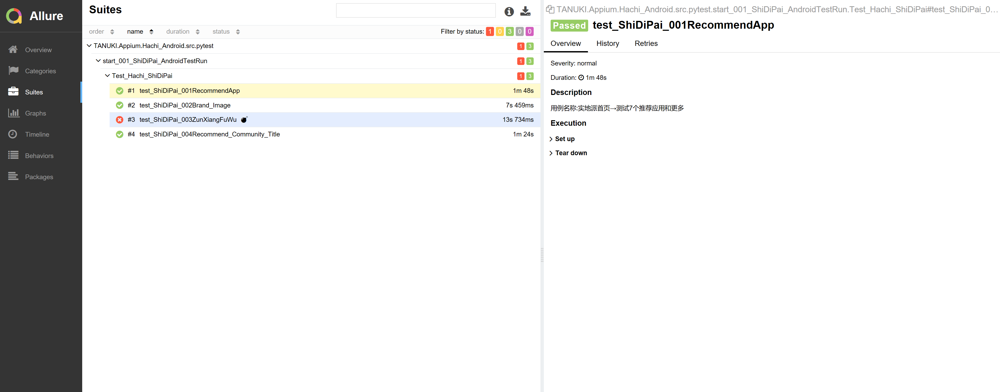 Allure
Overview
Categories
Suites
Graphs
Timeline
Behaviors
Packages
Suites
order name duration status Filter by status: 1 0 3 0 0
TANUKI.Appium.Hachi_Android.src.pytest 1 3
start_001_ShiDiPai_AndroidTestRun 1 3
Test_Hachi_ShiDiPai 1 3
#1 test_ShiDiPai_001RecommendApp 1m 48s
#2 test_ShiDiPai_002Brand_Image 7s 459ms
#3 test_ShiDiPai_003ZunXiangFuWu 13s 734ms
#4 test_ShiDiPai_004Recommend_Community_Title 1m 24s
TANUKI.Appium.Hachi_Android.src.pytest.start_001_ShiDiPai_AndroidTestRun.Test_Hachi_ShiDiPai#test_ShiDiPai_0...
Passed test_ShiDiPai_001RecommendApp
Overview History Retries
Severity: normal
Duration: 1m 48s
Description
用例名称:实地派首页→测试7个推荐应用和更多
Execution
Set up
Tear down